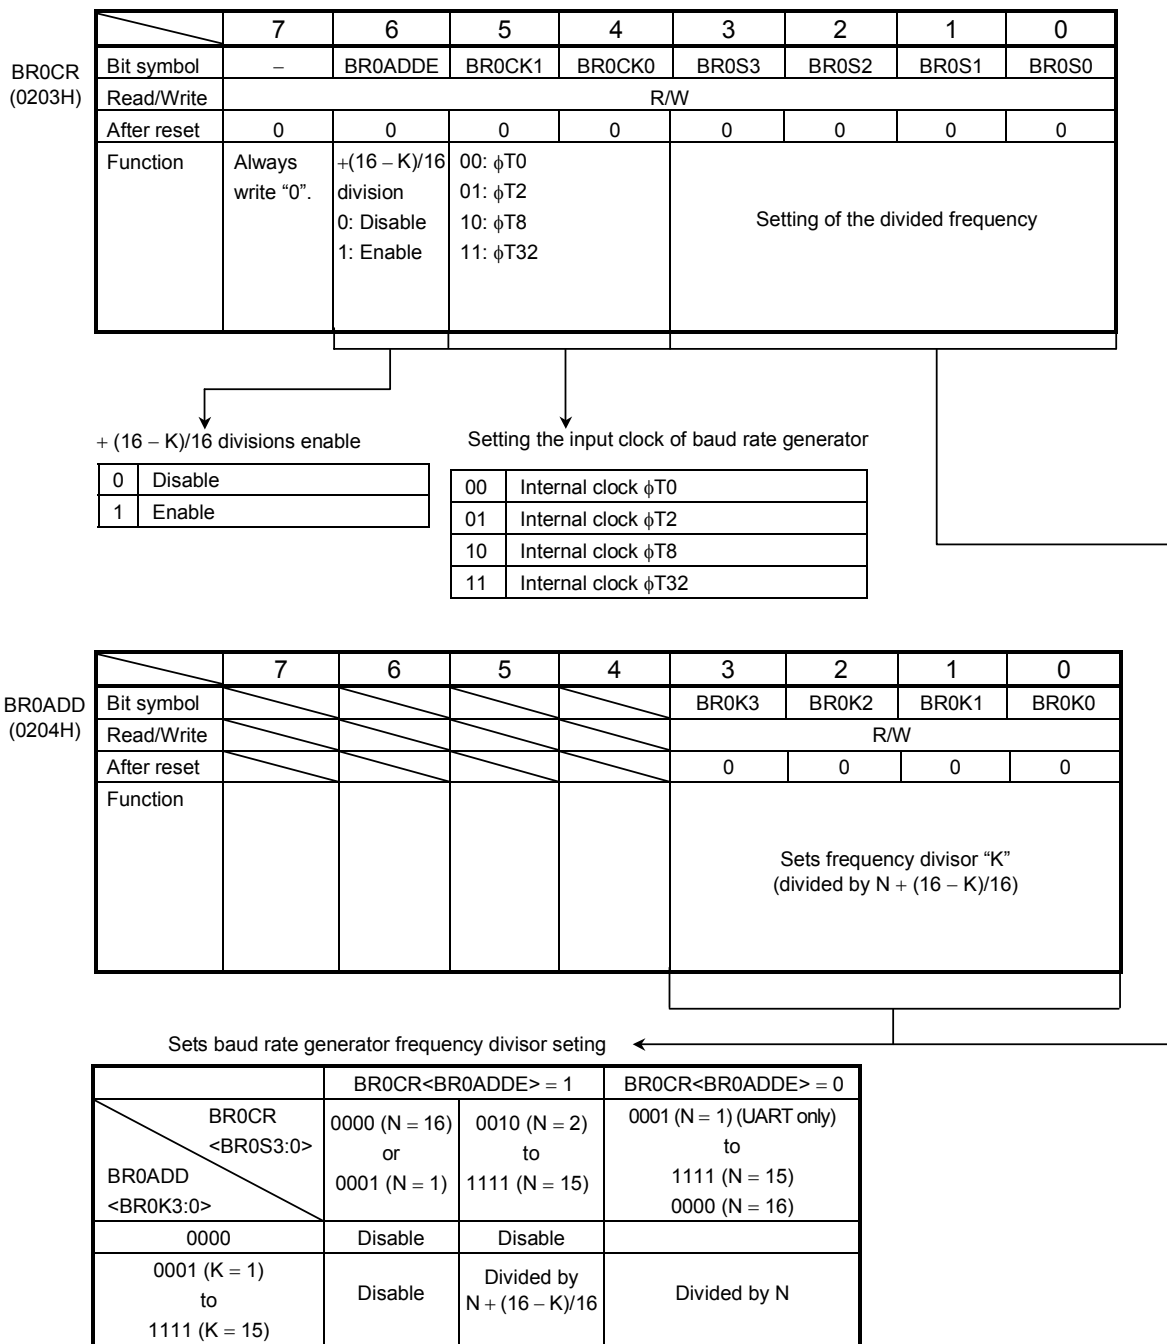 7 6 5 4 3 2 1 0
BR0CR
(0203H)
Bit symbol – BR0ADDE BR0CK1 BR0CK0 BR0S3 BR0S2 BR0S1 BR0S0
Read/Write R/W
After reset 0 0 0 0 0 0 0 0
Function Always +(16 – K)/16 00: ϕT0
write “0”. division 01: ϕT2
0: Disable 10: ϕT8 Setting of the divided frequency
1: Enable 11: ϕT32
+ (16 – K)/16 divisions enable
0 Disable
1 Enable
Setting the input clock of baud rate generator
00 Internal clock ϕT0
01 Internal clock ϕT2
10 Internal clock ϕT8
11 Internal clock ϕT32
7 6 5 4 3 2 1 0
BR0ADD
(0204H)
Bit symbol BR0K3 BR0K2 BR0K1 BR0K0
Read/Write R/W
After reset 0 0 0 0
Function
Sets frequency divisor “K”
(divided by N + (16 – K)/16)
Sets baud rate generator frequency divisor seting
BR0CR<BR0ADDE> = 1 BR0CR<BR0ADDE> = 0
BR0CR
<BR0S3:0>
BR0ADD
<BR0K3:0>
0000 (N = 16)
or
0001 (N = 1)
0010 (N = 2)
to
1111 (N = 15)
0001 (N = 1) (UART only)
to
1111 (N = 15)
0000 (N = 16)
0000 Disable Disable
0001 (K = 1)
to
1111 (K = 15)
Disable
Divided by
N + (16 – K)/16
Divided by N